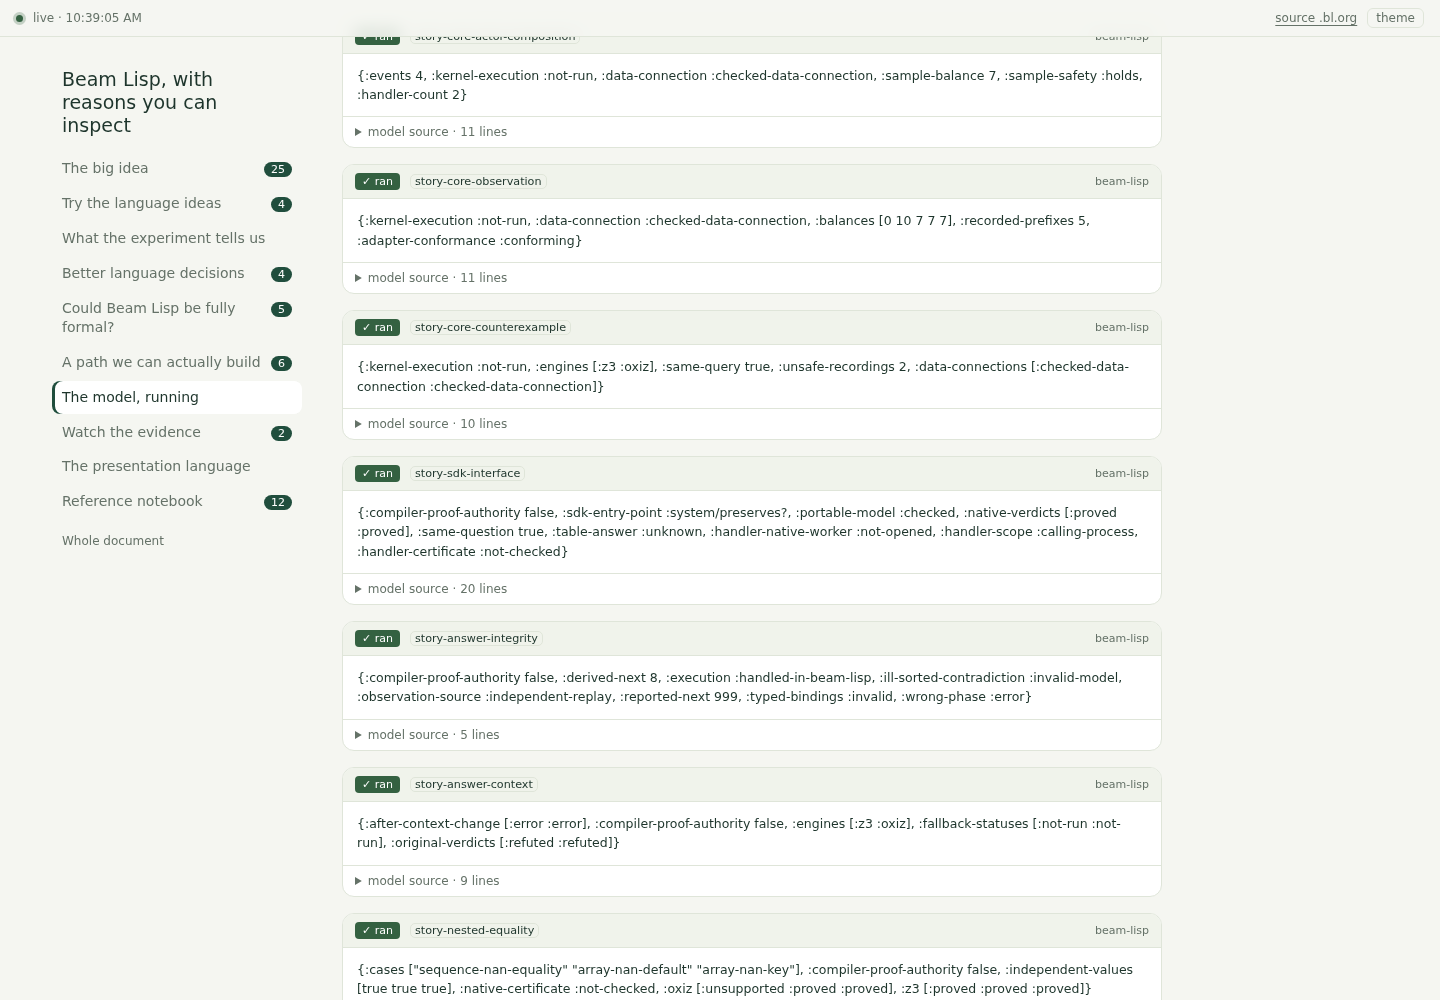 live · 10:39:05 AM
source .bl.org
theme
Beam Lisp, with
reasons you can
inspect
The big idea 25
Try the language ideas 4
What the experiment tells us
Better language decisions 4
Could Beam Lisp be fully 5
formal?
A path we can actually build 6
The model, running
Watch the evidence 2
The presentation language
Reference notebook 12
Whole document
✓ ran story-core-actor-composition beam-lisp
{:events 4, :kernel-execution :not-run, :data-connection :checked-data-connection, :sample-balance 7, :sample-safety :holds,
:handler-count 2}
▶ model source · 11 lines
✓ ran story-core-observation beam-lisp
{:kernel-execution :not-run, :data-connection :checked-data-connection, :balances [0 10 7 7 7], :recorded-prefixes 5,
:adapter-conformance :conforming}
▶ model source · 11 lines
✓ ran story-core-counterexample beam-lisp
{:kernel-execution :not-run, :engines [:z3 :oxiz], :same-query true, :unsafe-recordings 2, :data-connections [:checked-data-
connection :checked-data-connection]}
▶ model source · 10 lines
✓ ran story-sdk-interface beam-lisp
{:compiler-proof-authority false, :sdk-entry-point :system/preserves?, :portable-model :checked, :native-verdicts [:proved
:proved], :same-question true, :table-answer :unknown, :handler-native-worker :not-opened, :handler-scope :calling-process,
:handler-certificate :not-checked}
▶ model source · 20 lines
✓ ran story-answer-integrity beam-lisp
{:compiler-proof-authority false, :derived-next 8, :execution :handled-in-beam-lisp, :ill-sorted-contradiction :invalid-model,
:observation-source :independent-replay, :reported-next 999, :typed-bindings :invalid, :wrong-phase :error}
▶ model source · 5 lines
✓ ran story-answer-context beam-lisp
{:after-context-change [:error :error], :compiler-proof-authority false, :engines [:z3 :oxiz], :fallback-statuses [:not-run :not-
run], :original-verdicts [:refuted :refuted]}
▶ model source · 9 lines
✓ ran story-nested-equality beam-lisp
{:cases ["sequence-nan-equality" "array-nan-default" "array-nan-key"], :compiler-proof-authority false, :independent-values
[true true true], :native-certificate :not-checked, :oxiz [:unsupported :proved :proved], :z3 [:proved :proved :proved]}